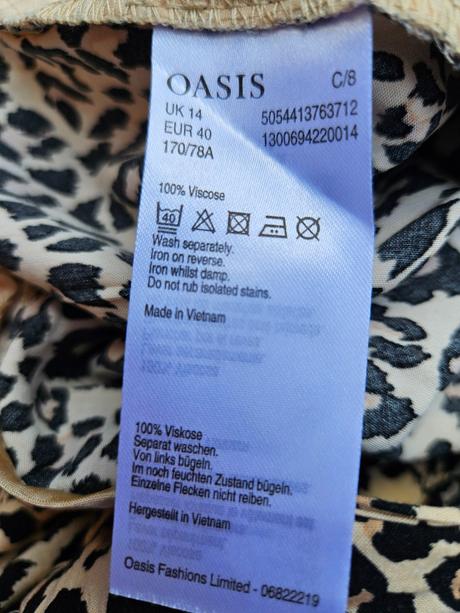 OASIS C/8
UK 14 5054413763712
EUR 40 1300694220014
170/78A
100% Viscose
40
Wash separately.
Iron on reverse.
Iron whilst damp.
Do not rub isolated stains.
Made in Vietnam
100% Viskose
Separat waschen.
Von links bügeln.
Im noch feuchten Zustand bügeln.
Einzelne Flecken nicht reiben.
Hergestellt in Vietnam
Oasis Fashions Limited - 06822219